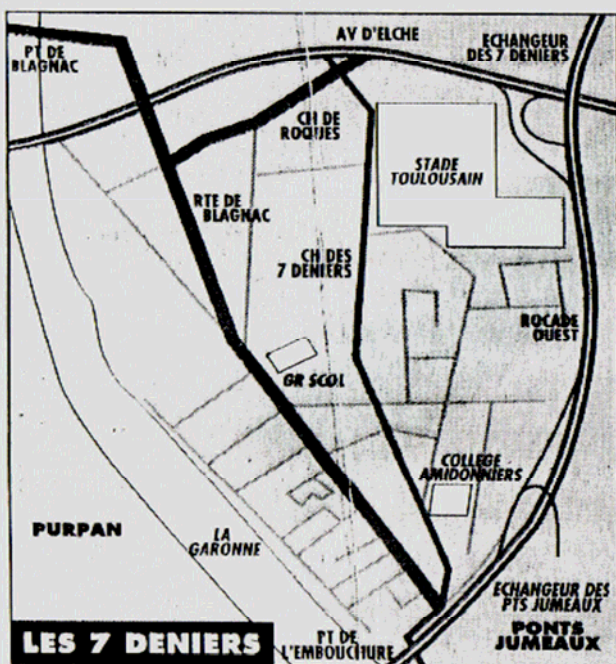 AV D'ELCHE
PT DE
BLAGNAC
ECHANGEUR
DES 7 DENIERS
CH DE
ROQUES
STADE
TOULOUSAIN
RTE DE
BLAGNAC
CH DES
7 DENIERS
ROCADE
OUEST
GR SCOL
COLLEGE
AMIDONNIERS
PURPAN
LA
GARONNE
ECHANGEUR DES
PTS JUMEAUX
LES 7 DENIERS
PT DE
L'EMBOUCHURE
PONTS
JUMEAUX